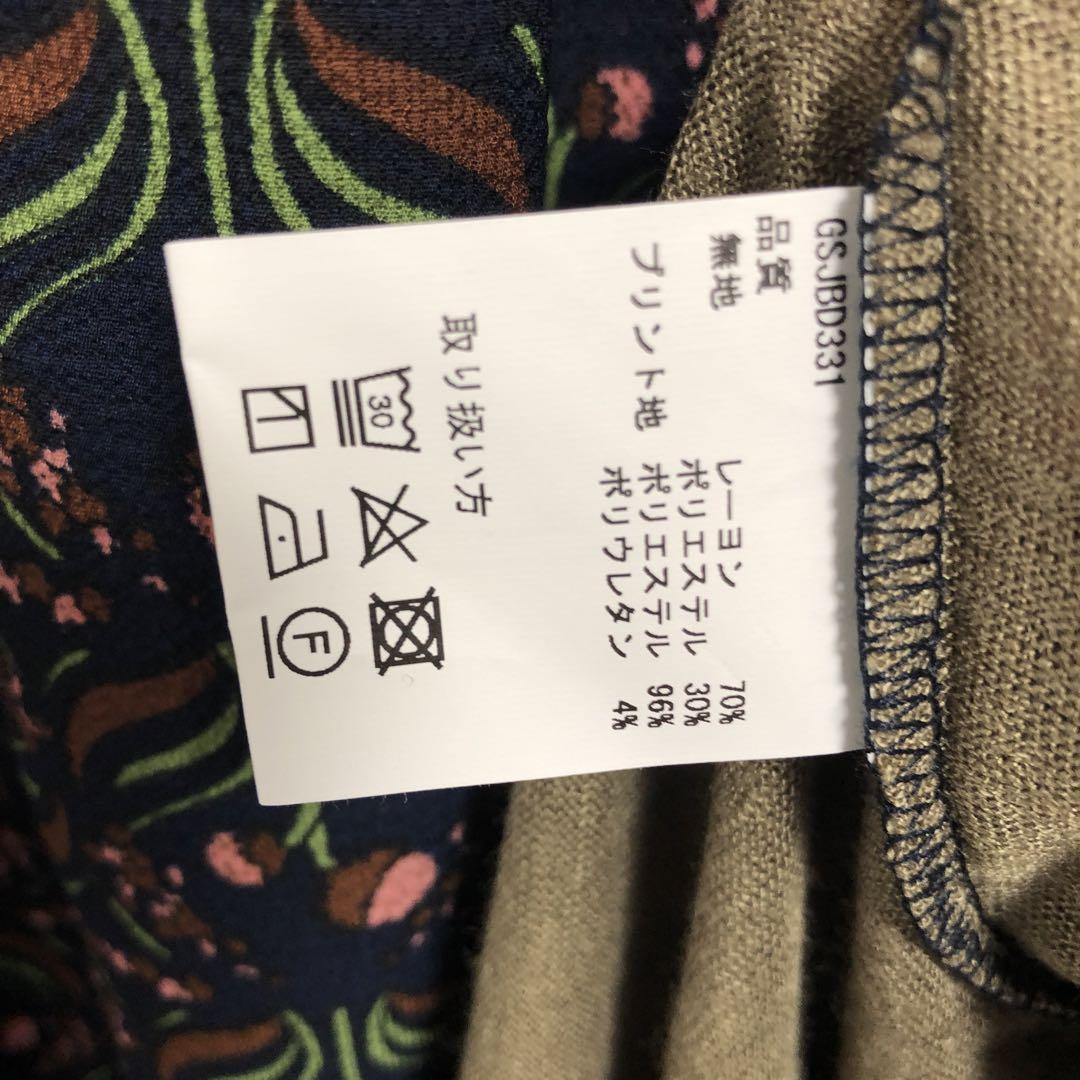 GSJBD331
品質
無地 レーヨン 70%
ポリエステル 30%
プリント地 ポリエステル 96%
ポリウレタン 4%
取り扱い方
30
F